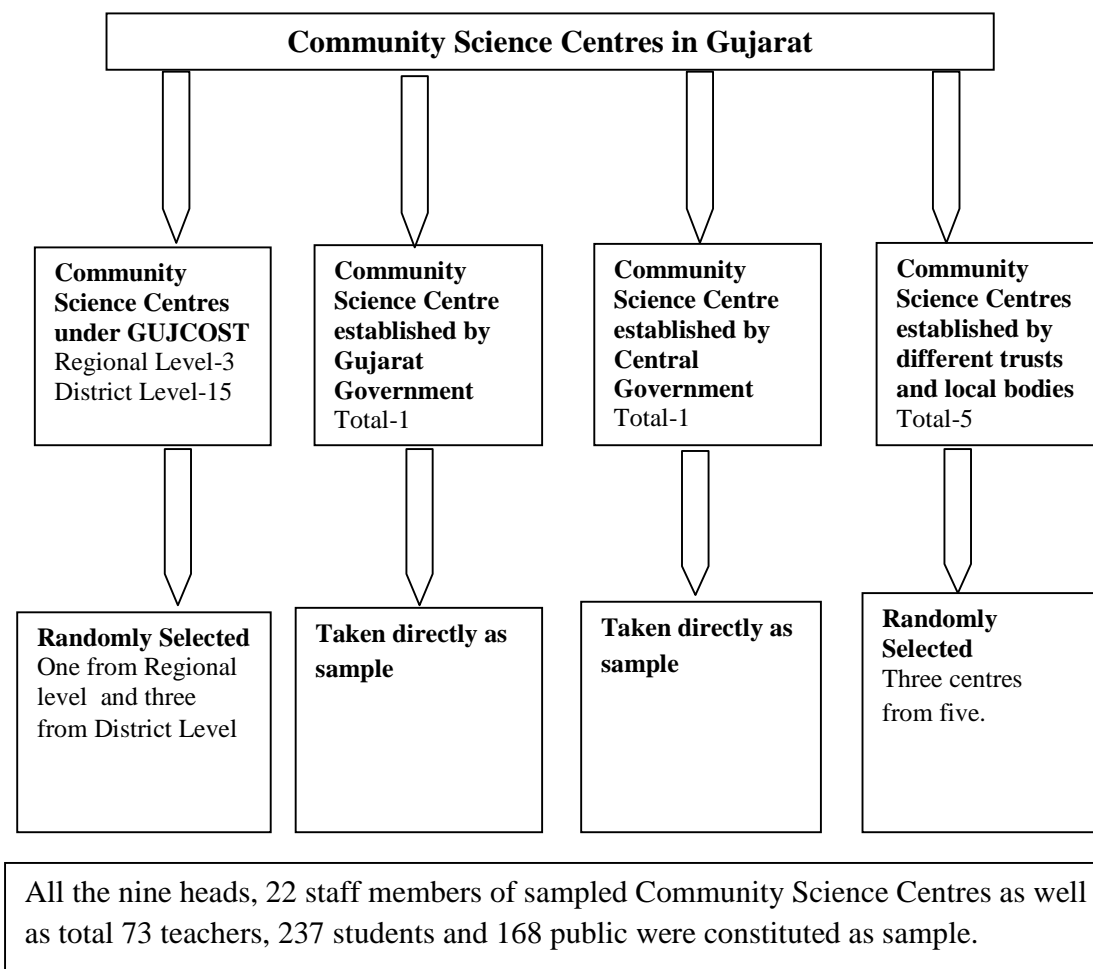 Community Science Centres in Gujarat
Community
Science Centres
under GUJCOST
Regional Level-3
District Level-15
Community
Science Centre
established by
Gujarat
Government
Total-1
Community
Science Centre
established by
Central
Government
Total-1
Community
Science Centres
established by
different trusts
and local bodies
Total-5
Randomly Selected
One from Regional
level and three
from District Level
Taken directly as
sample
Taken directly as
sample
Randomly
Selected
Three centres
from five.
All the nine heads, 22 staff members of sampled Community Science Centres as well
as total 73 teachers, 237 students and 168 public were constituted as sample.